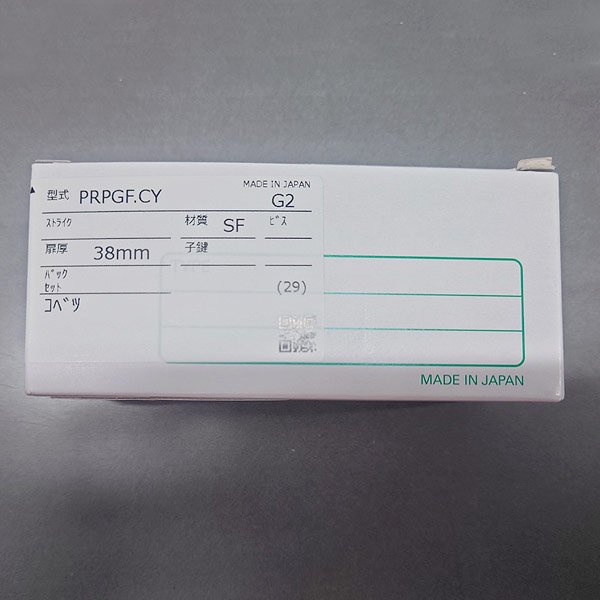 MADE IN JAPAN
型式 PRPGF.CY G2
ｽﾄﾗｲｸ 材質 SF ﾋﾞｽ
扉厚 38mm 子鍵
ﾊﾞｯｸ
ｾｯﾄ (29)
ｺﾍﾞﾂ
MADE IN JAPAN